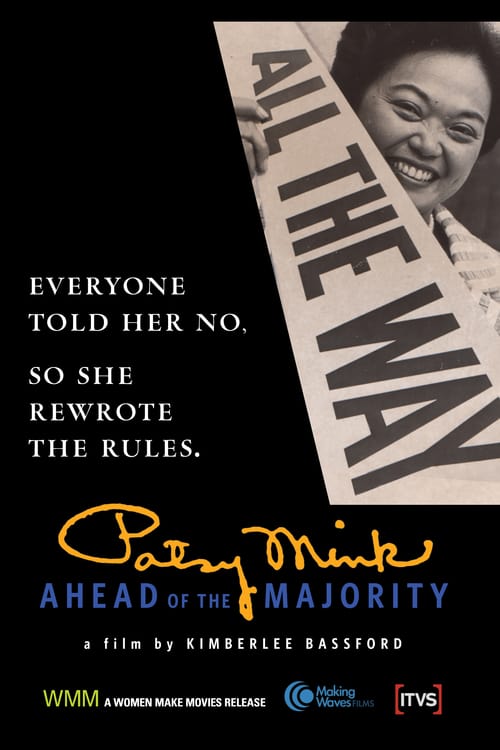 ALL THE WAY
EVERYONE
TOLD HER NO,
SO SHE
REWROTE
THE RULES.
Patsy Mink
AHEAD OF THE MAJORITY
a film by KIMBERLEE BASSFORD
WMM A WOMEN MAKE MOVIES RELEASE
Making
Waves FILMS
[ITVS]